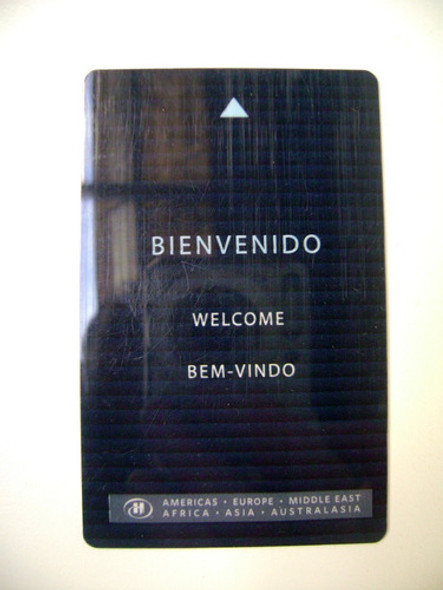 BIENVENIDO
WELCOME
BEM-VINDO
H AMERICAS · EUROPE · MIDDLE EAST
AFRICA · ASIA · AUSTRALASIA